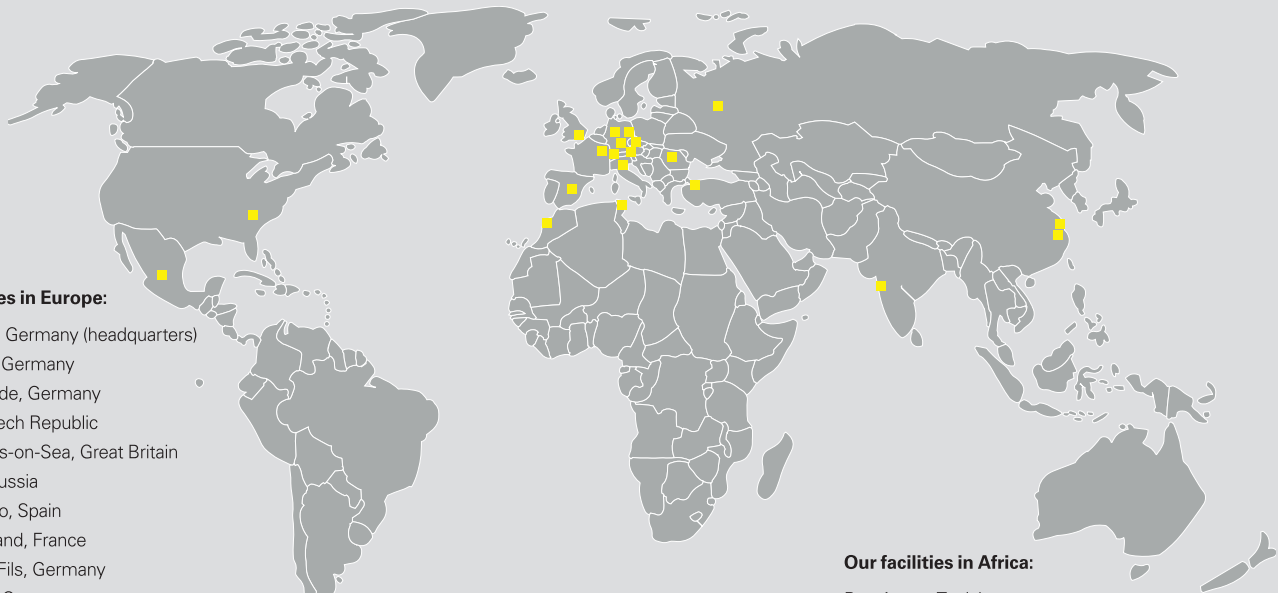 es in Europe:
Germany (headquarters)
Germany
de, Germany
ech Republic
s-on-Sea, Great Britain
ussia
o, Spain
and, France
Fils, Germany
Our facilities in Africa: